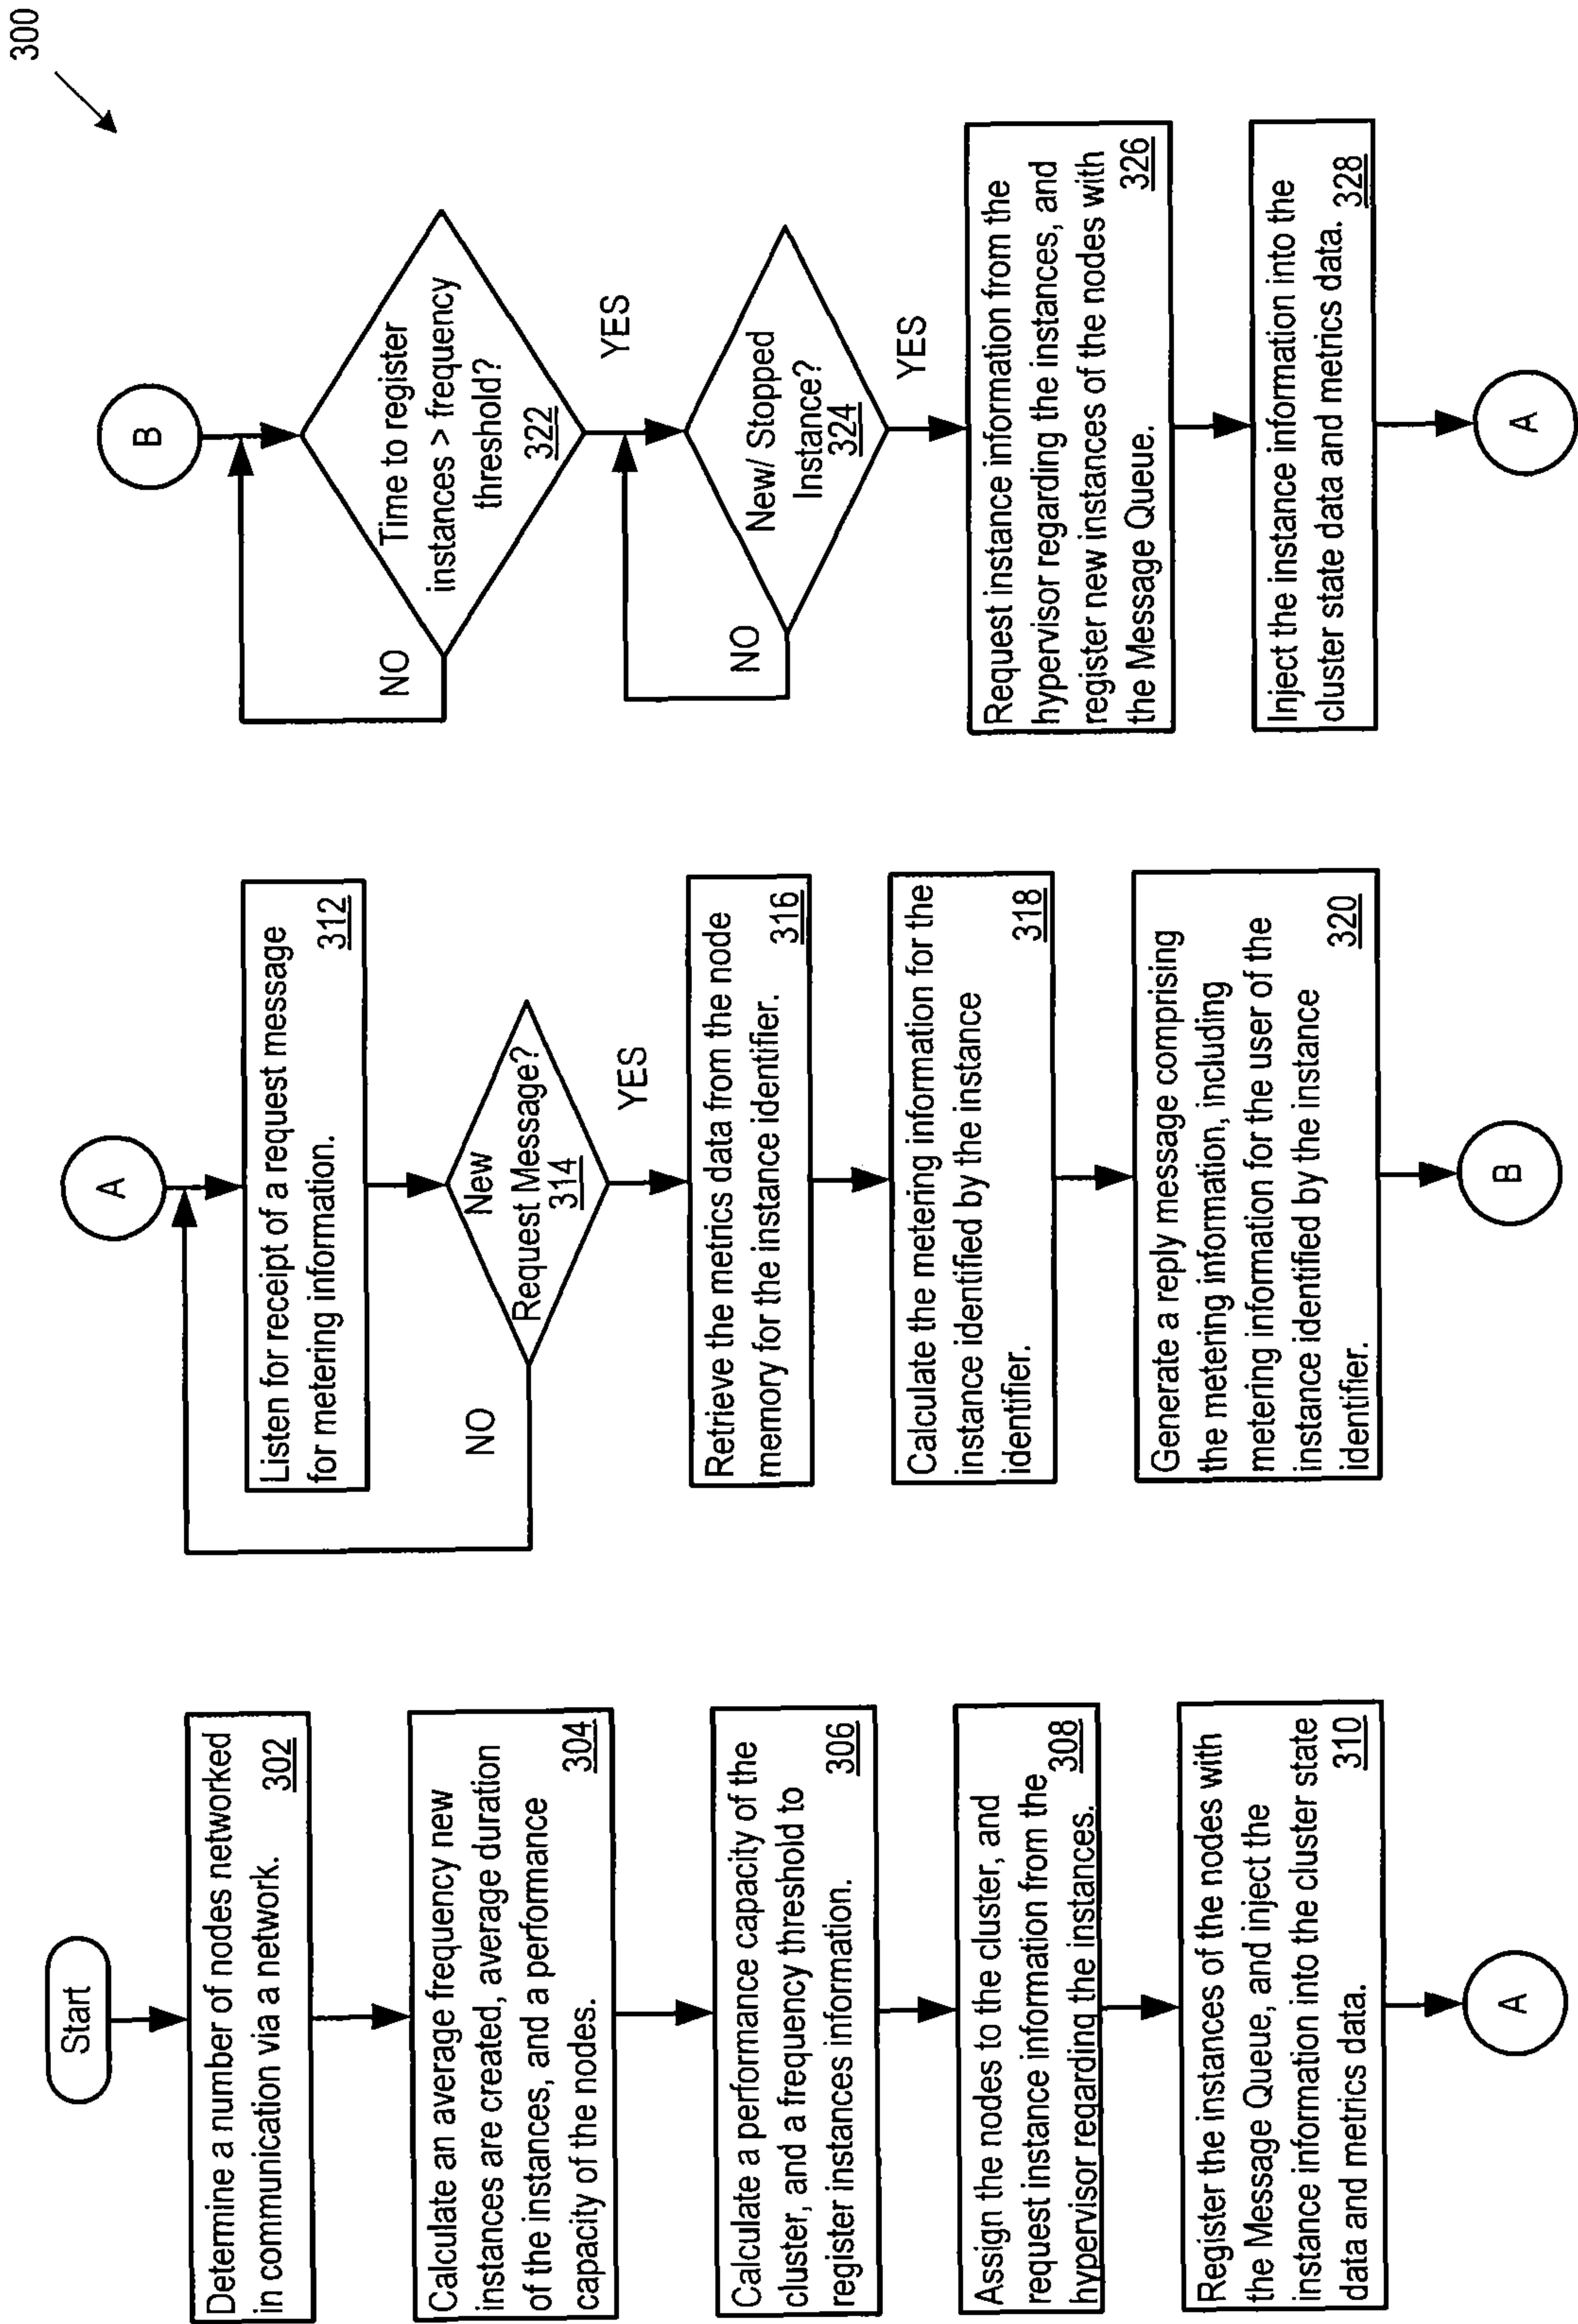 300
Start
Determine a number of nodes networked
in communication via a network.
302
Calculate an average frequency new
instances are created, average duration
of the instances, and a performance
capacity of the nodes.
304
Calculate a performance capacity of the
cluster, and a frequency threshold to
register instances information.
306
Assign the nodes to the cluster, and
request instance information from the
hypervisor regarding the instances.
308
Register the instances of the nodes with
the Message Queue, and inject the
instance information into the cluster state
data and metrics data.
310
A
A
Listen for receipt of a request message
for metering information.
312
New
Request Message?
314
NO
YES
Retrieve the metrics data from the node
memory for the instance identifier.
316
Calculate the metering information for the
instance identified by the instance
identifier.
318
Generate a reply message comprising
the metering information, including
metering information for the user of the
instance identified by the instance
identifier.
320
B
B
Time to register
instances > frequency
threshold?
322
NO
YES
New/ Stopped
Instance?
324
NO
YES
Request instance information from the
hypervisor regarding the instances, and
register new instances of the nodes with
the Message Queue.
326
Inject the instance information into the
cluster state data and metrics data.
328
A